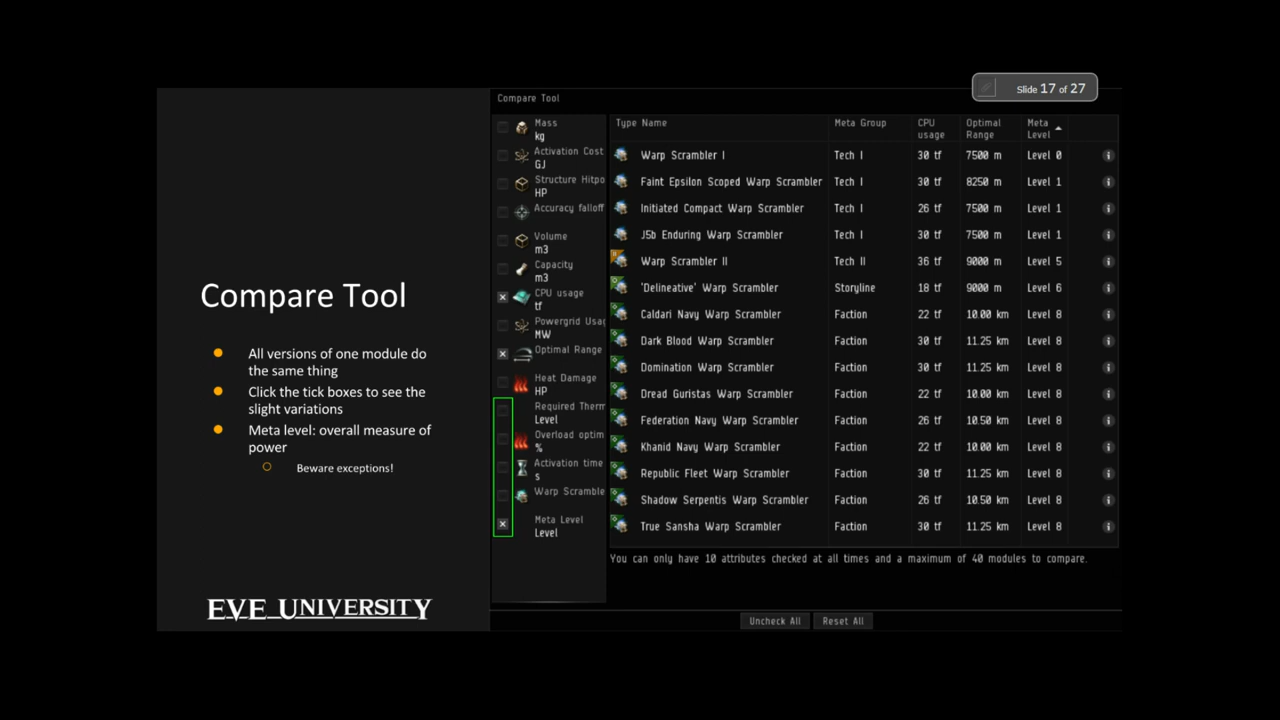 Slide 17 of 27
Compare Tool
All versions of one module do
the same thing
Click the tick boxes to see the
slight variations
Meta level: overall measure of
power
Beware exceptions!
EVE UNIVERSITY
Compare Tool
Mass
kg
Activation Cost
GJ
Structure Hitpo
HP
Accuracy falloff
Volume
m3
Capacity
m3
CPU usage
tf
Powergrid Usag
MW
Optimal Range
Heat Damage
HP
Required Therm
Level
Overload optim
%
Activation time
s
Warp Scramble
Meta Level
Level
Type Name Meta Group CPU usage Optimal Range Meta Level
Warp Scrambler I Tech I 30 tf 7500 m Level 0
Faint Epsilon Scoped Warp Scrambler Tech I 30 tf 8250 m Level 1
Initiated Compact Warp Scrambler Tech I 26 tf 7500 m Level 1
J5b Enduring Warp Scrambler Tech I 30 tf 7500 m Level 1
Warp Scrambler II Tech II 36 tf 9000 m Level 5
'Delineative' Warp Scrambler Storyline 18 tf 9000 m Level 6
Caldari Navy Warp Scrambler Faction 22 tf 10.00 km Level 8
Dark Blood Warp Scrambler Faction 30 tf 11.25 km Level 8
Domination Warp Scrambler Faction 30 tf 11.25 km Level 8
Dread Guristas Warp Scrambler Faction 22 tf 10.00 km Level 8
Federation Navy Warp Scrambler Faction 26 tf 10.50 km Level 8
Khanid Navy Warp Scrambler Faction 22 tf 10.00 km Level 8
Republic Fleet Warp Scrambler Faction 30 tf 11.25 km Level 8
Shadow Serpentis Warp Scrambler Faction 26 tf 10.50 km Level 8
True Sansha Warp Scrambler Faction 30 tf 11.25 km Level 8
You can only have 10 attributes checked at all times and a maximum of 40 modules to compare.
Uncheck All Reset All